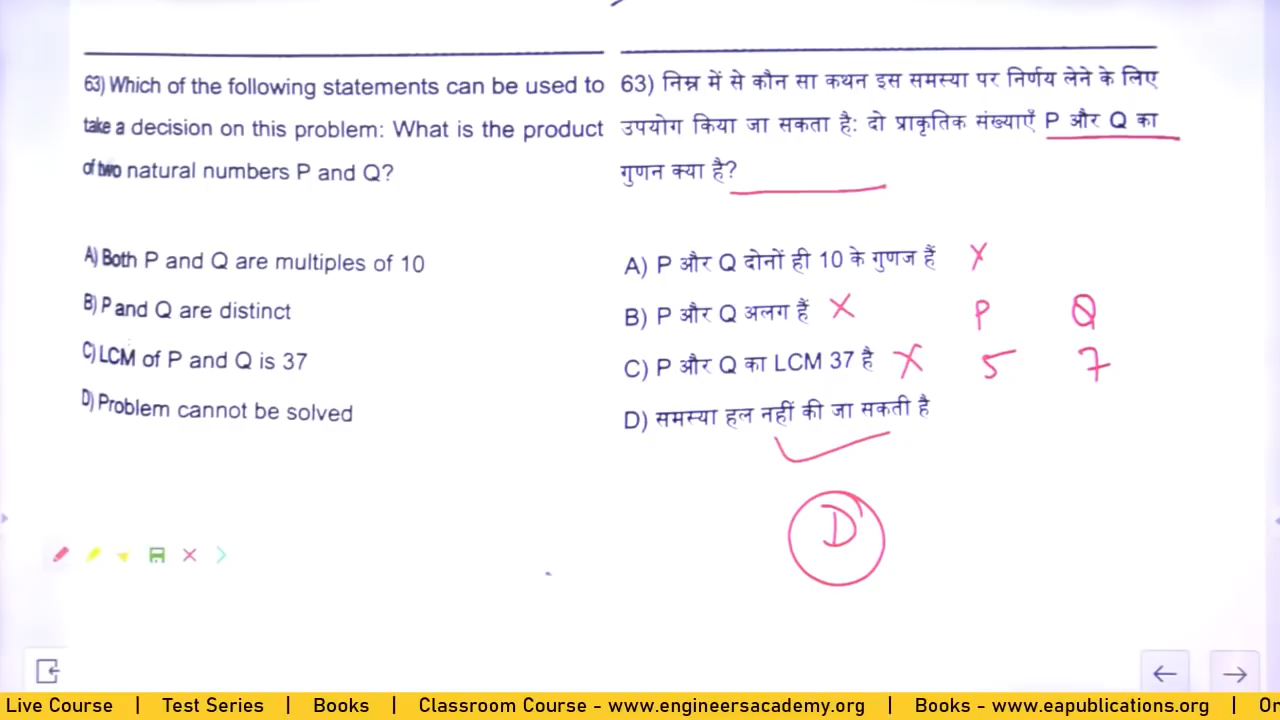 63) Which of the following statements can be used to
take a decision on this problem: What is the product
of two natural numbers P and Q?
A) Both P and Q are multiples of 10
B) P and Q are distinct
C) LCM of P and Q is 37
D) Problem cannot be solved
63) निम्न में से कौन सा कथन इस समस्या पर निर्णय लेने के लिए
उपयोग किया जा सकता है: दो प्राकृतिक संख्याएँ P और Q का
गुणन क्या है?
A) P और Q दोनों ही 10 के गुणज हैं
B) P और Q अलग हैं P Q
C) P और Q का LCM 37 है 5 7
D) समस्या हल नहीं की जा सकती है
D
Live Course | Test Series | Books | Classroom Course - www.engineersacademy.org | Books - www.eapublications.org | On